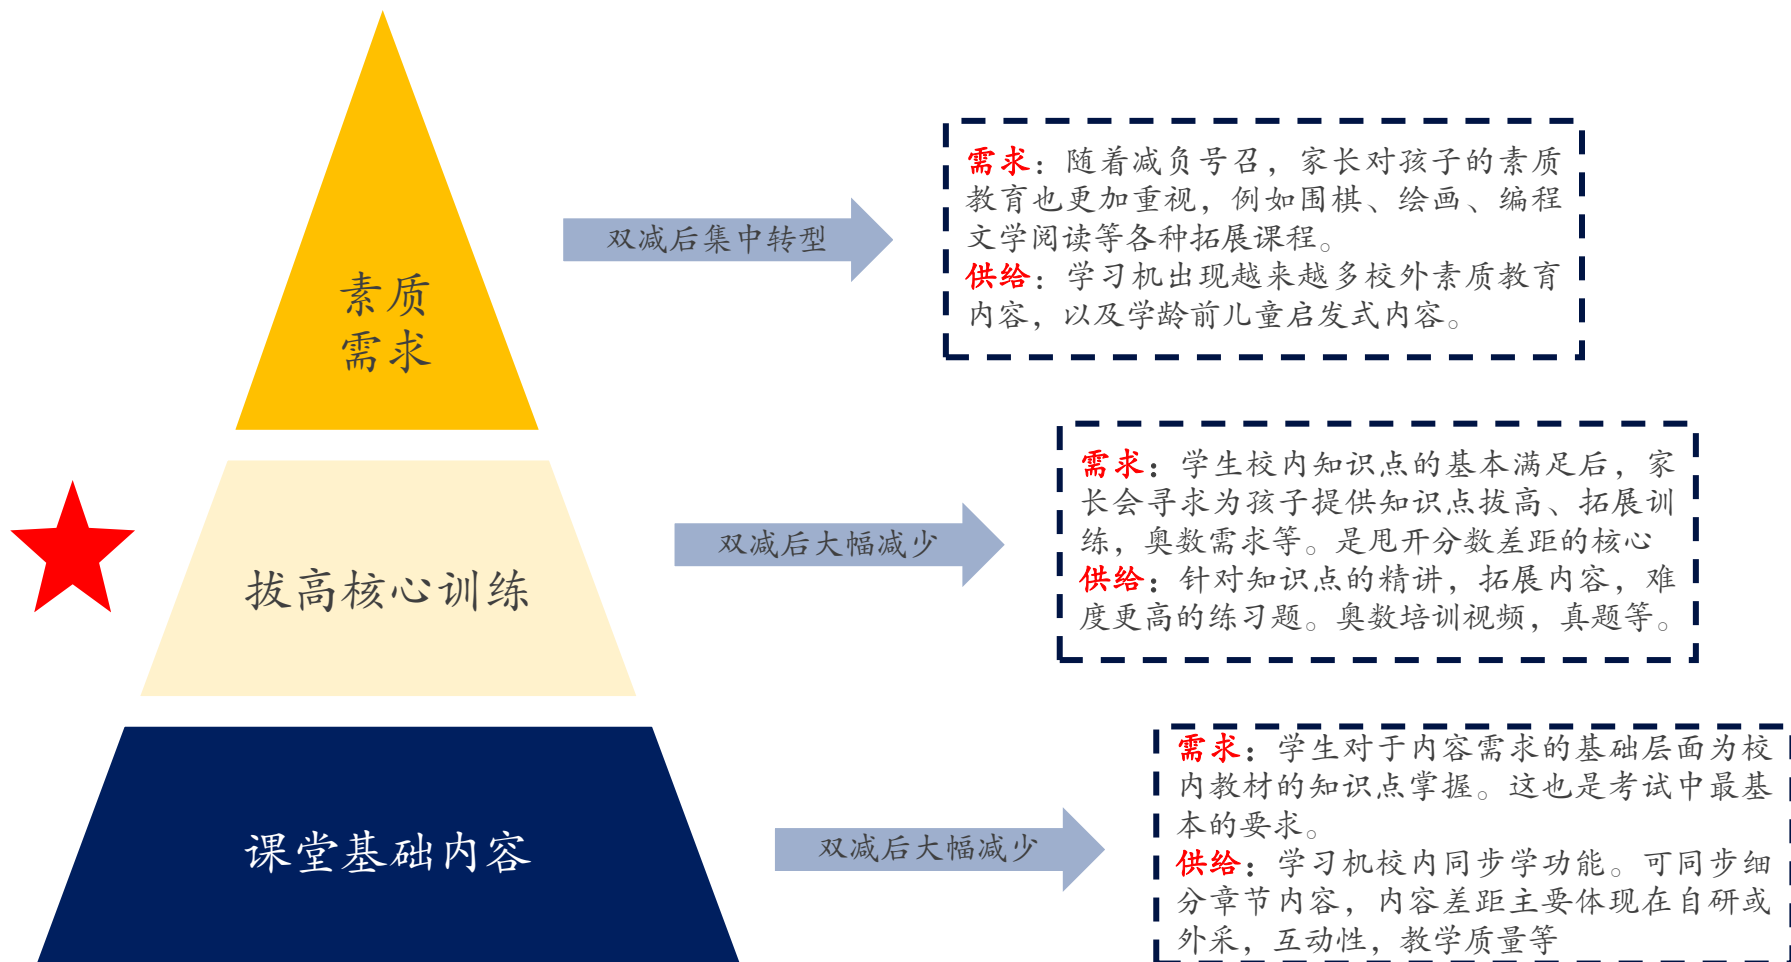 素质
需求
双减后集中转型
需求：随着减负号召，家长对孩子的素质
教育也更加重视，例如围棋、绘画、编程
文学阅读等各种拓展课程。
供给：学习机出现越来越多校外素质教育
内容，以及学龄前儿童启发式内容。
拔高核心训练
双减后大幅减少
需求：学生校内知识点的基本满足后，家
长会寻求为孩子提供知识点拔高、拓展训
练，奥数需求等。是甩开分数差距的核心
供给：针对知识点的精讲，拓展内容，难
度更高的练习题。奥数培训视频，真题等。
课堂基础内容
双减后大幅减少
需求：学生对于内容需求的基础层面为校
内教材的知识点掌握。这也是考试中最基
本的要求。
供给：学习机校内同步学功能。可同步细
分章节内容，内容差距主要体现在自研或
外采，互动性，教学质量等